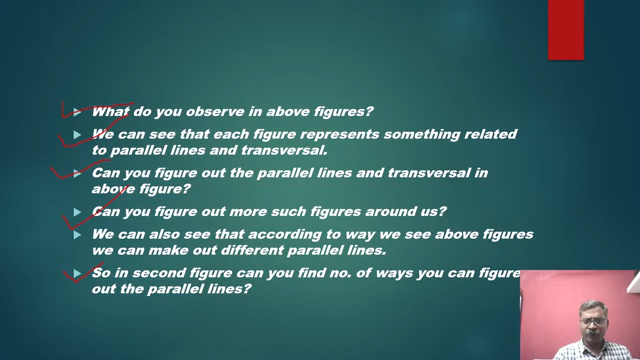 What do you observe in above figures?
We can see that each figure represents something related
to parallel lines and transversal.
Can you figure out the parallel lines and transversal in
above figure?
Can you figure out more such figures around us?
We can also see that according to way we see above figures
we can make out different parallel lines.
So in second figure can you find no. of ways you can figure
out the parallel lines?